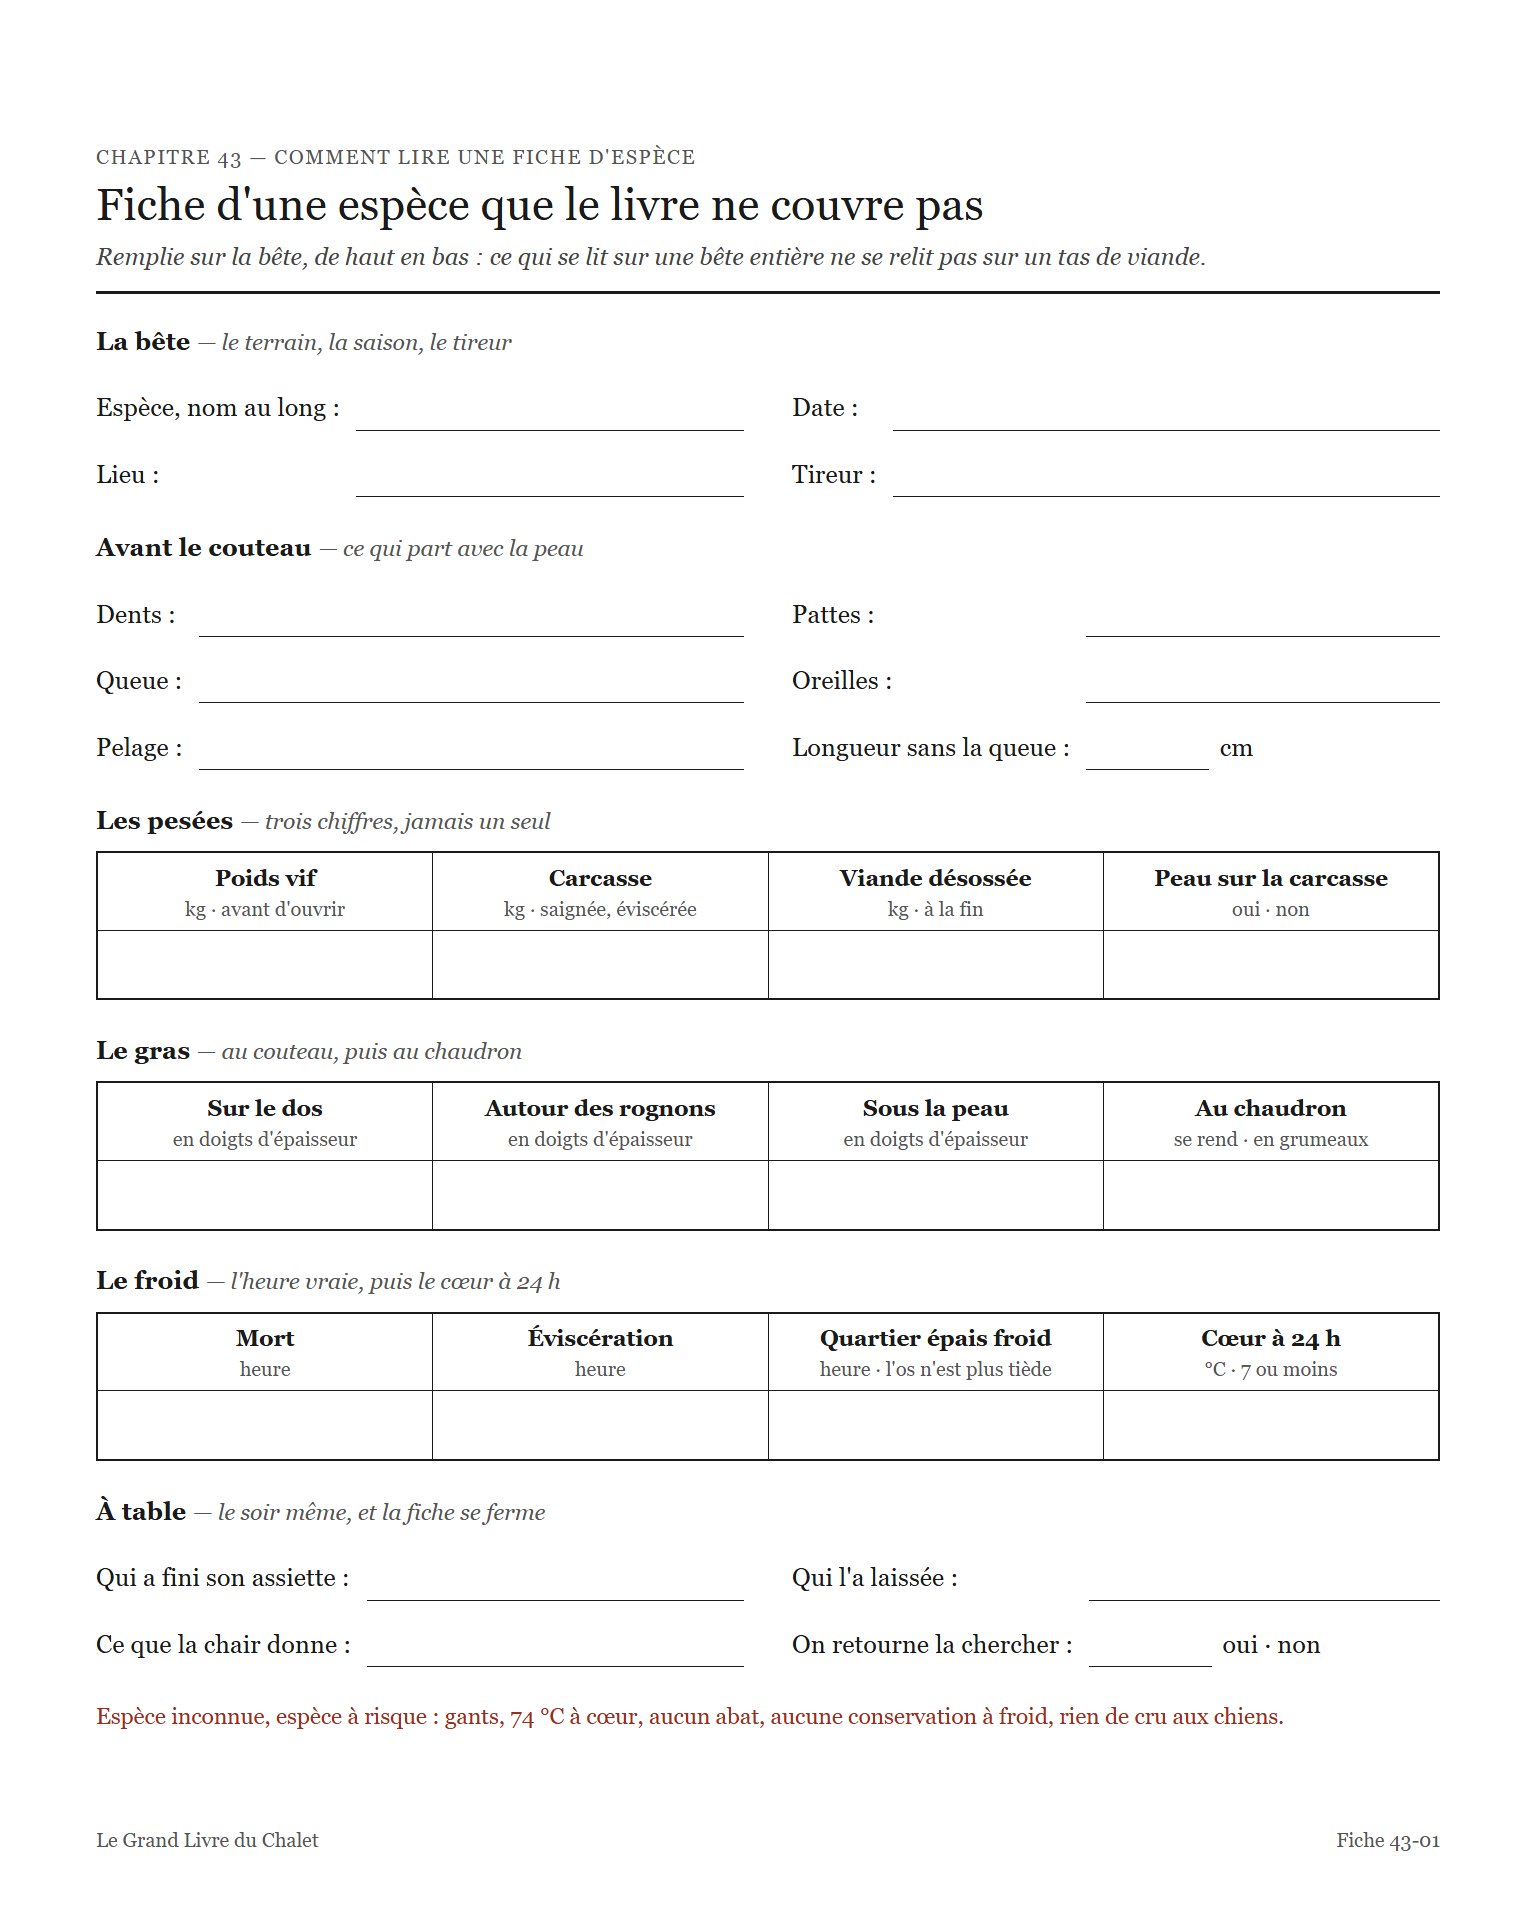 CHAPITRE 43 — COMMENT LIRE UNE FICHE D'ESPÈCE
Fiche d'une espèce que le livre ne couvre pas
Remplie sur la bête, de haut en bas : ce qui se lit sur une bête entière ne se relit pas sur un tas de viande.
La bête — le terrain, la saison, le tireur
Espèce, nom au long :
Date :
Lieu :
Tireur :
Avant le couteau — ce qui part avec la peau
Dents :
Pattes :
Queue :
Oreilles :
Pelage :
Longueur sans la queue : cm
Les pesées — trois chiffres, jamais un seul
Poids vif
kg · avant d'ouvrir
Carcasse
kg · saignée, éviscérée
Viande désossée
kg · à la fin
Peau sur la carcasse
oui · non
Le gras — au couteau, puis au chaudron
Sur le dos
en doigts d'épaisseur
Autour des rognons
en doigts d'épaisseur
Sous la peau
en doigts d'épaisseur
Au chaudron
se rend · en grumeaux
Le froid — l'heure vraie, puis le cœur à 24 h
Mort
heure
Éviscération
heure
Quartier épais froid
heure · l'os n'est plus tiède
Cœur à 24 h
°C · 7 ou moins
À table — le soir même, et la fiche se ferme
Qui a fini son assiette :
Qui l'a laissée :
Ce que la chair donne :
On retourne la chercher : oui · non
Espèce inconnue, espèce à risque : gants, 74 °C à cœur, aucun abat, aucune conservation à froid, rien de cru aux chiens.
Le Grand Livre du Chalet
Fiche 43-01